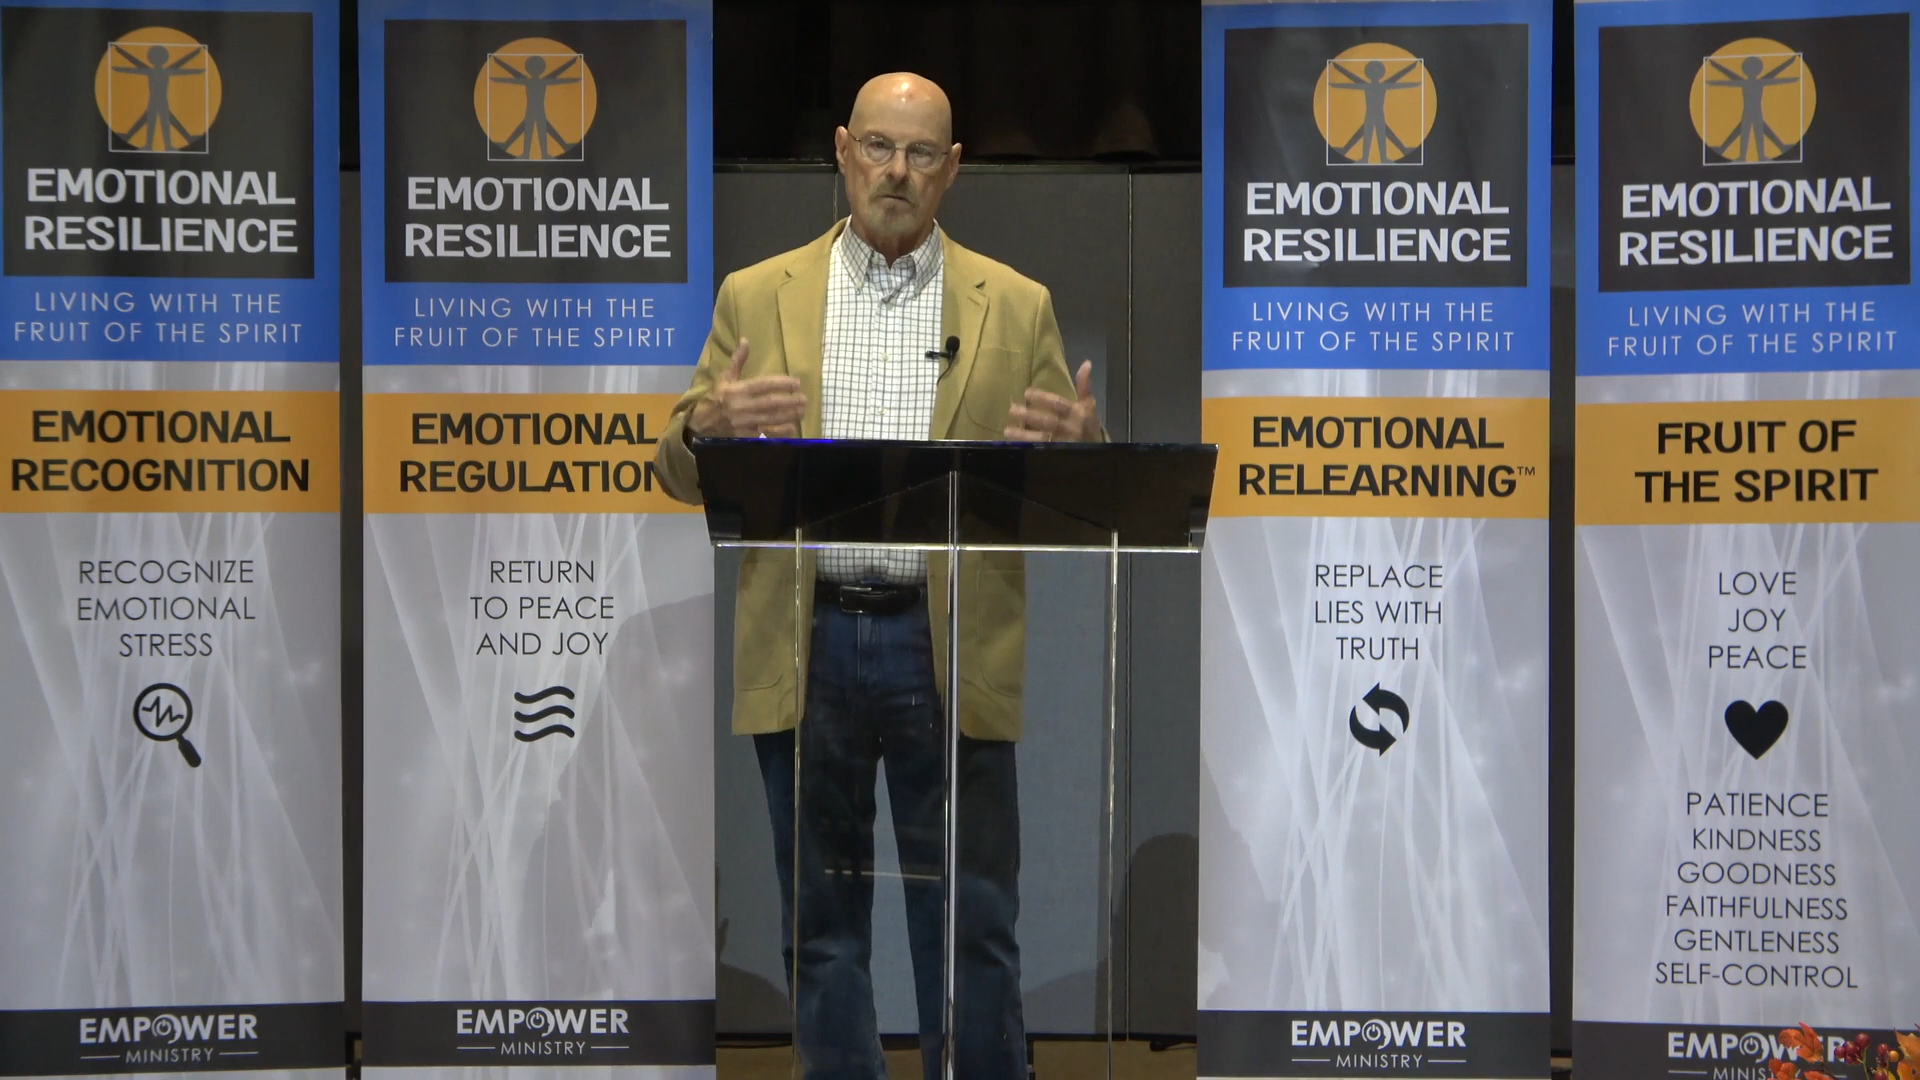 EMOTIONAL
RESILIENCE
LIVING WITH THE
FRUIT OF THE SPIRIT
EMOTIONAL
RECOGNITION
RECOGNIZE
EMOTIONAL
STRESS
EMPOWER
MINISTRY
EMOTIONAL
RESILIENCE
LIVING WITH THE
FRUIT OF THE SPIRIT
EMOTIONAL
REGULATION
RETURN
TO PEACE
AND JOY
EMPOWER
MINISTRY
EMOTIONAL
RESILIENCE
LIVING WITH THE
FRUIT OF THE SPIRIT
EMOTIONAL
RELEARNING™
REPLACE
LIES WITH
TRUTH
EMPOWER
MINISTRY
EMOTIONAL
RESILIENCE
LIVING WITH THE
FRUIT OF THE SPIRIT
FRUIT OF
THE SPIRIT
LOVE
JOY
PEACE
PATIENCE
KINDNESS
GOODNESS
FAITHFULNESS
GENTLENESS
SELF-CONTROL
EMPOWER
MINIST